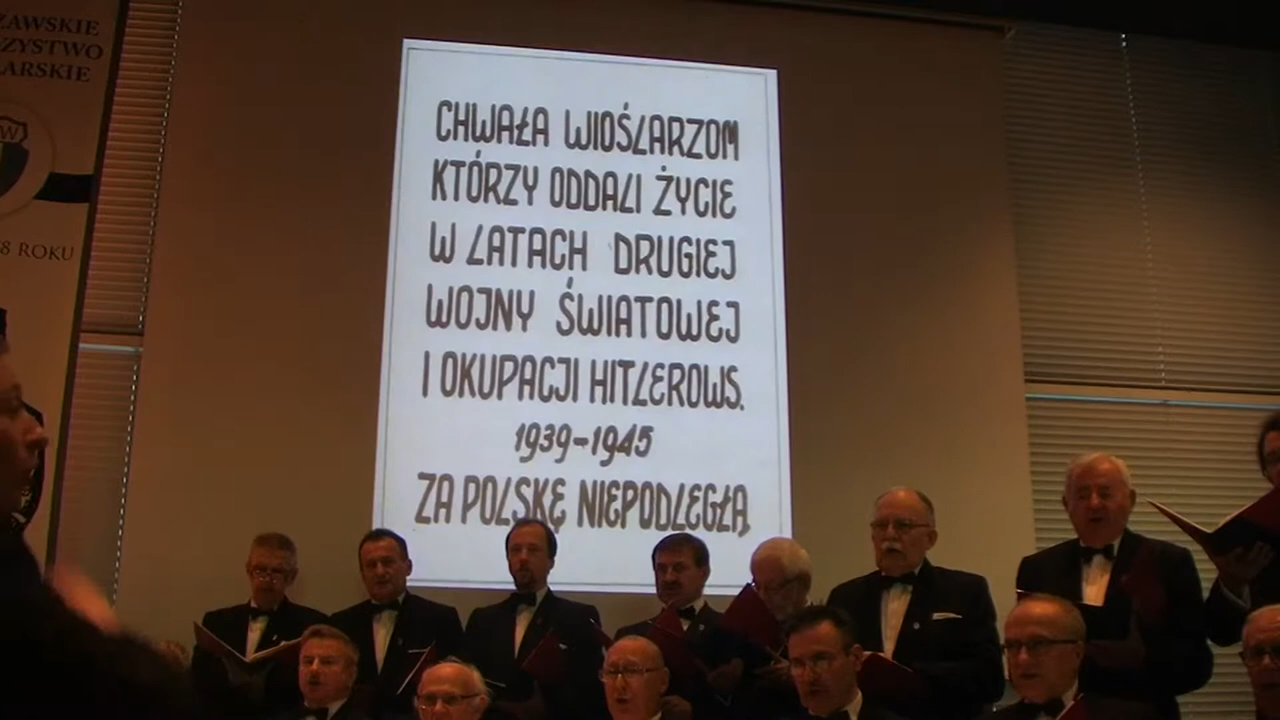 ZAWSKIE
ZYSTWO
LARSKIE
W
8 ROKU
CHWAŁA WIOŚLARZOM
KTÓRZY ODDALI ŻYCIE
W LATACH DRUGIEJ
WOJNY ŚWIATOWEJ
I OKUPACJI HITLEROWS.
1939-1945
ZA POLSKĘ NIEPODLEGŁĄ